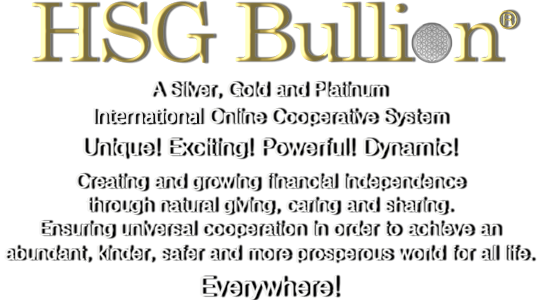 HSG Bullion®
A Silver, Gold and Platinum
International Online Cooperative System
Unique! Exciting! Powerful! Dynamic!
Creating and growing financial independence
through natural giving, caring and sharing.
Ensuring universal cooperation in order to achieve an
abundant, kinder, safer and more prosperous world for all life.
Everywhere!